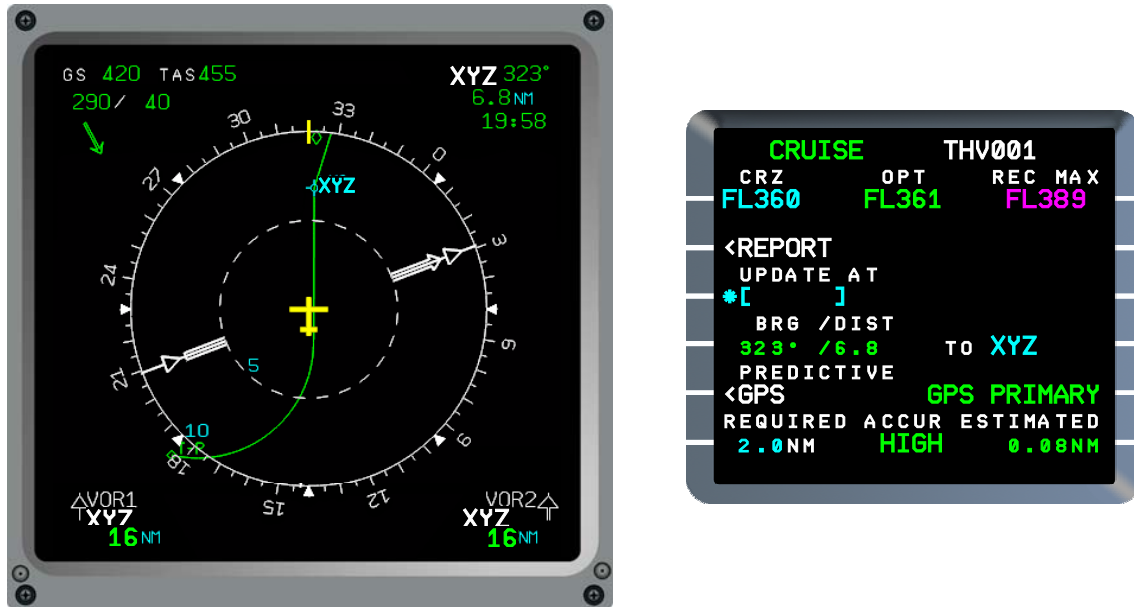 GS 420 TAS455
290/ 40
XYZ 323°
6.8NM
19:58
30
33
0
27
3
24
6
21
9
18
12
15
XYZ
5
10
T/R
VOR1
XYZ
16NM
VOR2
XYZ
16NM
CRUISE THV001
CRZ OPT REC MAX
FL360 FL361 FL389
<REPORT
UPDATE AT
*[ ]
BRG /DIST
323° /6.8 TO XYZ
PREDICTIVE
<GPS GPS PRIMARY
REQUIRED ACCUR ESTIMATED
2.0NM HIGH 0.08NM